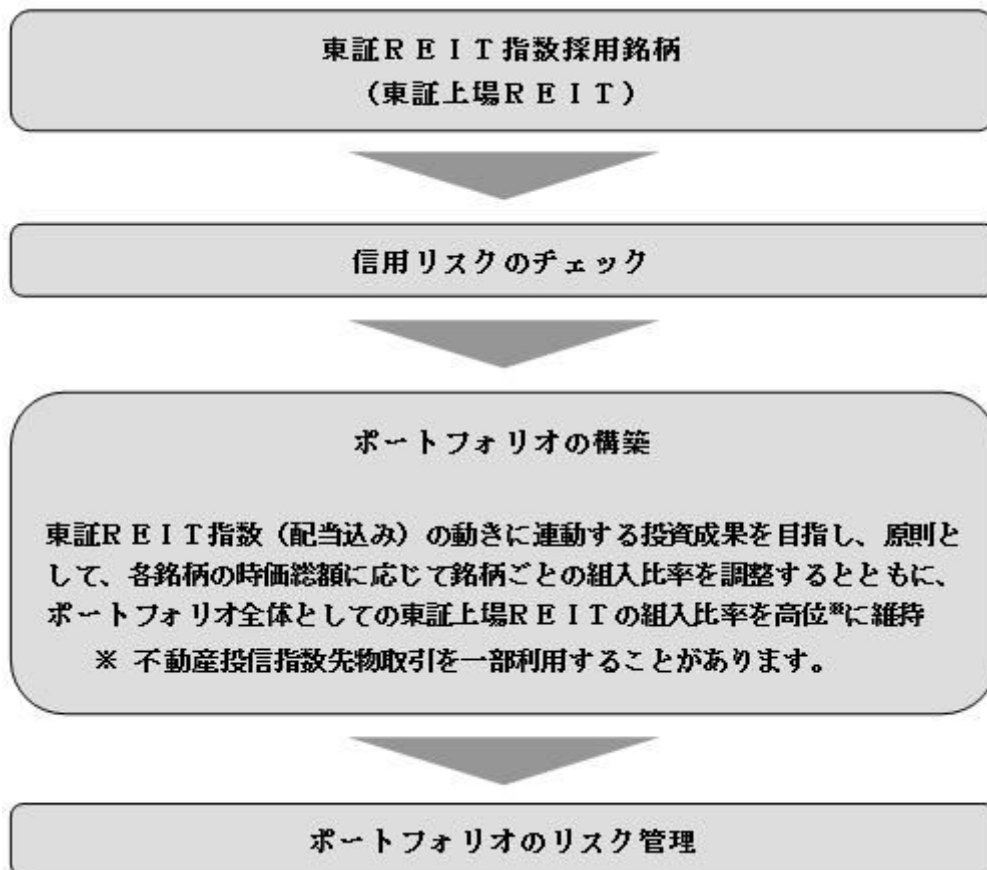 東証ＲＥＩＴ指数採用銘柄
（東証上場ＲＥＩＴ）
信用リスクのチェック
ポートフォリオの構築
東証ＲＥＩＴ指数（配当込み）の動きに連動する投資成果を目指し、原則と
して、各銘柄の時価総額に応じて銘柄ごとの組入比率を調整するとともに、
ポートフォリオ全体としての東証上場ＲＥＩＴの組入比率を高位※に維持
※ 不動産投信指数先物取引を一部利用することがあります。
ポートフォリオのリスク管理